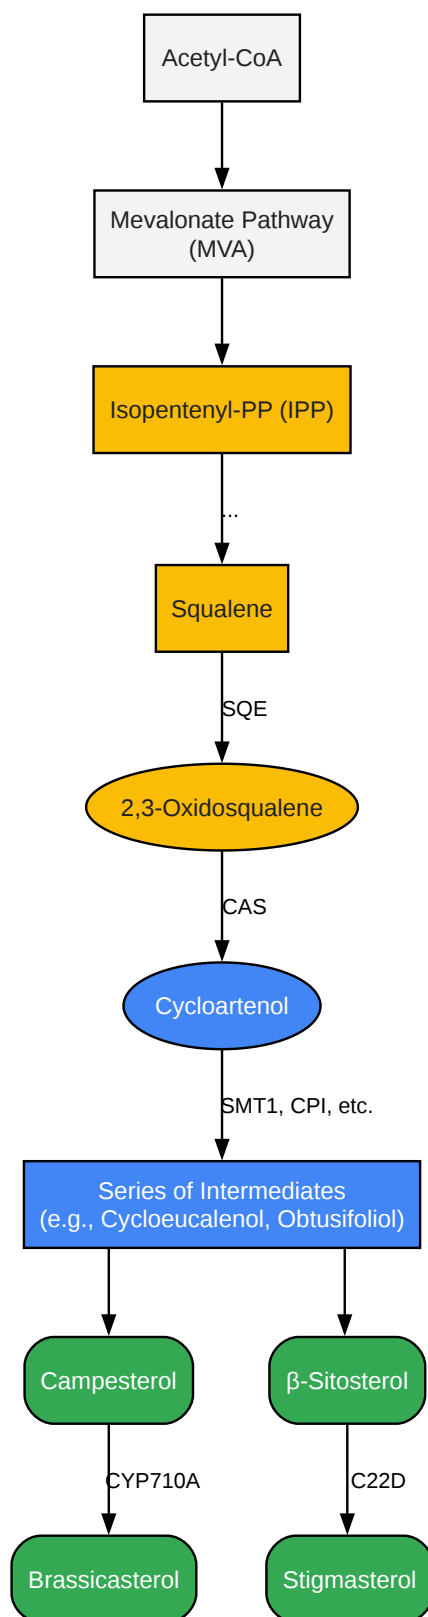 Acetyl-CoA
Mevalonate Pathway
(MVA)
Isopentenyl-PP (IPP)
...
Squalene
SQE
2,3-Oxidosqualene
CAS
Cycloartenol
SMT1, CPI, etc.
Series of Intermediates
(e.g., Cycloeucalenol, Obtusifoliol)
Campesterol
β-Sitosterol
CYP710A
C22D
Brassicasterol
Stigmasterol